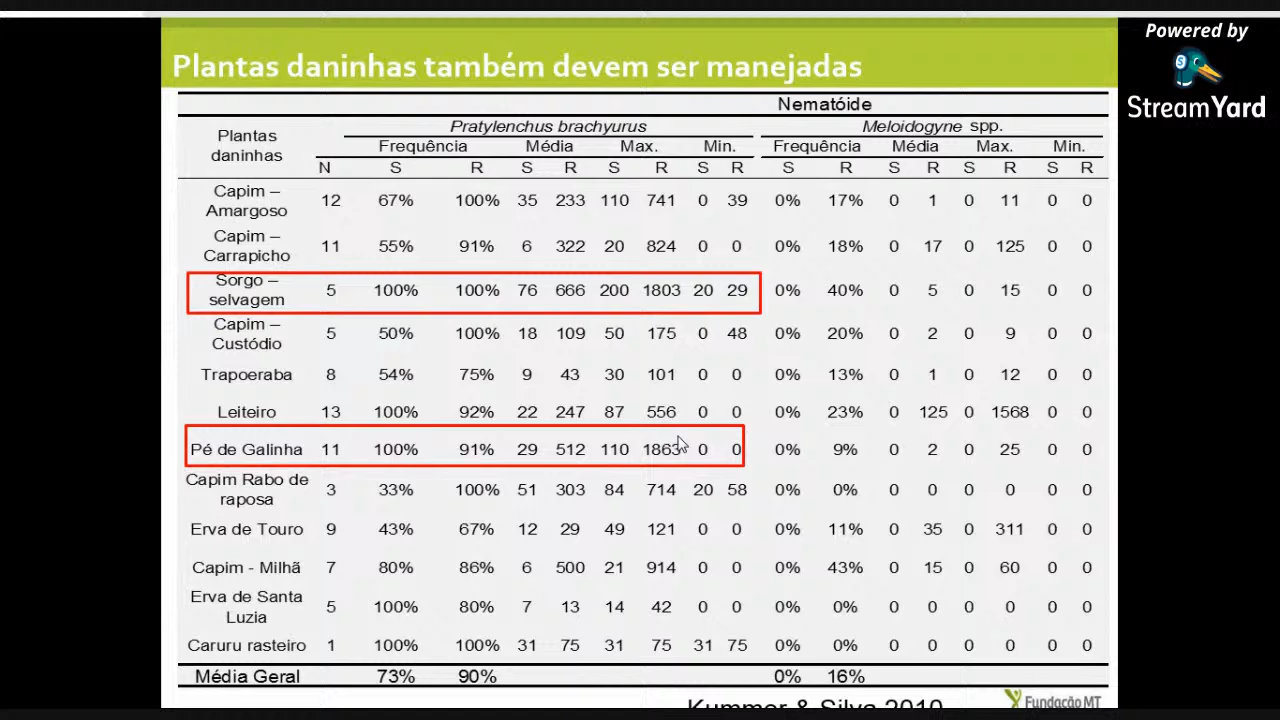 Plantas daninhas também devem ser manejadas
Powered by
StreamYard
Nematóide
Plantas daninhas Pratylenchus brachyurus Meloidogyne spp.
Frequência Média Max. Min. Frequência Média Max. Min.
N S R S R S R S R S R S R S R S R
Capim – Amargoso 12 67% 100% 35 233 110 741 0 39 0% 17% 0 1 0 11 0 0
Capim – Carrapicho 11 55% 91% 6 322 20 824 0 0 0% 18% 0 17 0 125 0 0
Sorgo – selvagem 5 100% 100% 76 666 200 1803 20 29 0% 40% 0 5 0 15 0 0
Capim – Custódio 5 50% 100% 18 109 50 175 0 48 0% 20% 0 2 0 9 0 0
Trapoeraba 8 54% 75% 9 43 30 101 0 0 0% 13% 0 1 0 12 0 0
Leiteiro 13 100% 92% 22 247 87 556 0 0 0% 23% 0 125 0 1568 0 0
Pé de Galinha 11 100% 91% 29 512 110 1863 0 0 0% 9% 0 2 0 25 0 0
Capim Rabo de raposa 3 33% 100% 51 303 84 714 20 58 0% 0% 0 0 0 0 0 0
Erva de Touro 9 43% 67% 12 29 49 121 0 0 0% 11% 0 35 0 311 0 0
Capim - Milhã 7 80% 86% 6 500 21 914 0 0 0% 43% 0 15 0 60 0 0
Erva de Santa Luzia 5 100% 80% 7 13 14 42 0 0 0% 0% 0 0 0 0 0 0
Caruru rasteiro 1 100% 100% 31 75 31 75 31 75 0% 0% 0 0 0 0 0 0
Média Geral 73% 90% 0% 16%
Kummer & Silva 2010
Fundação MT